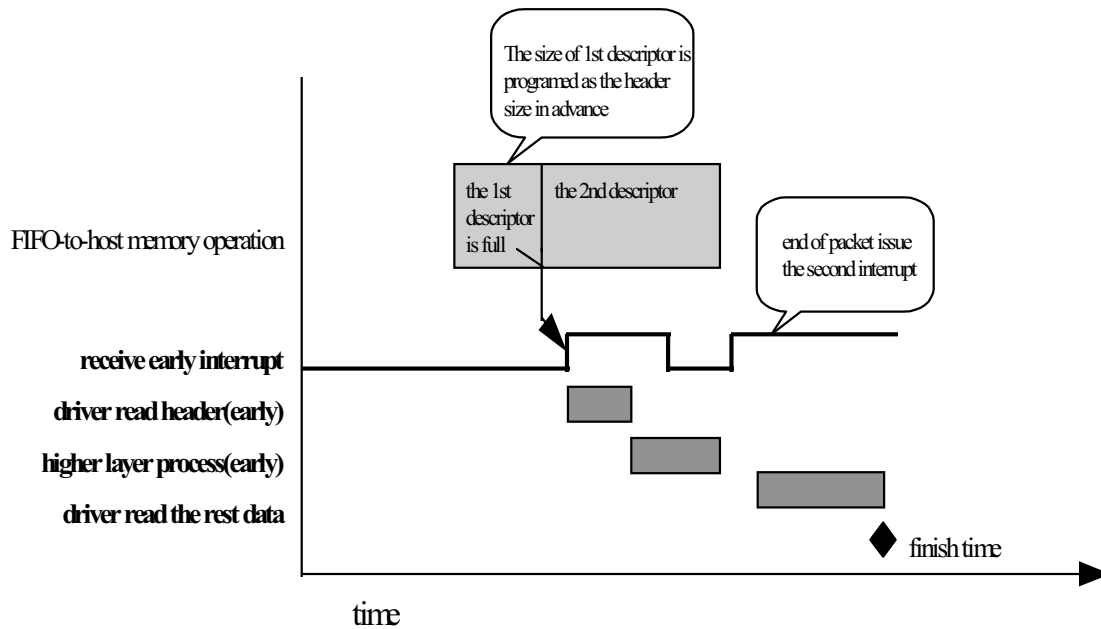 The size of 1st descriptor is
programed as the header
size in advance
the 1st
descriptor
is full
the 2nd descriptor
FIFO-to-host memory operation
end of packet issue
the second interrupt
receive early interrupt
driver read header(early)
higher layer process(early)
driver read the rest data
finish time
time